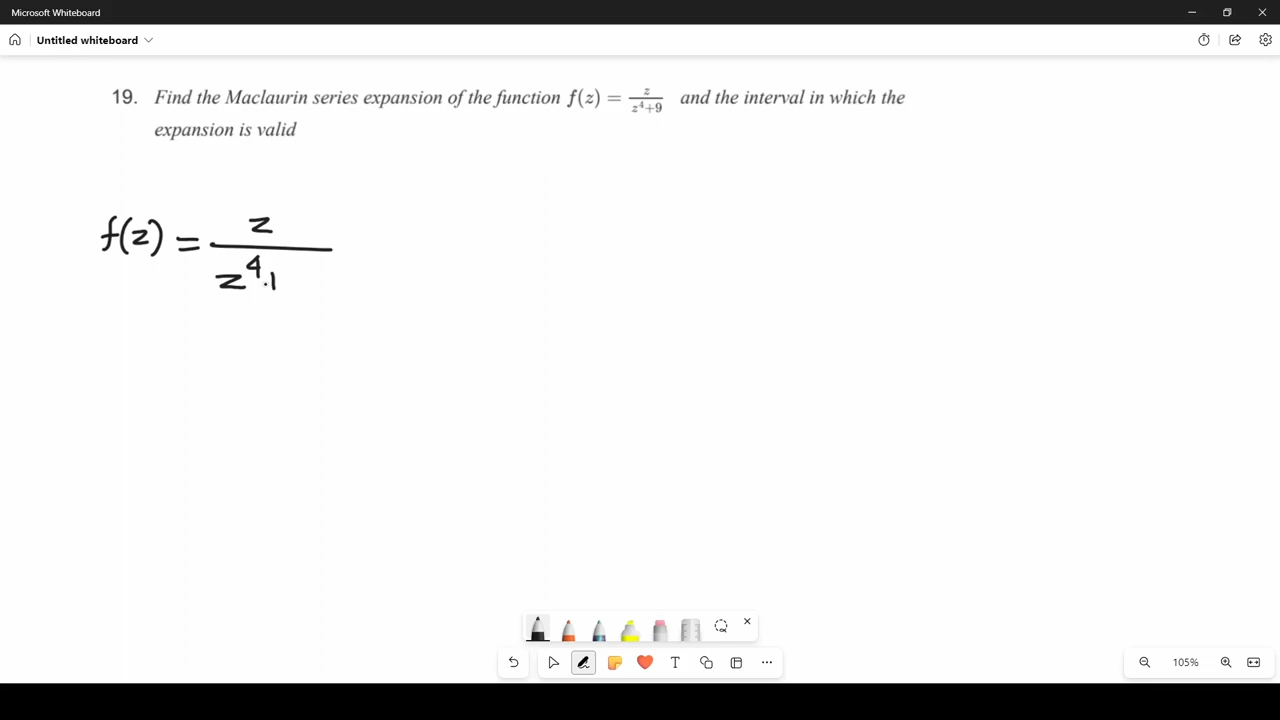 Microsoft Whiteboard
Untitled whiteboard
19. Find the Maclaurin series expansion of the function f(z) = z/(z⁴+9) and the interval in which the
expansion is valid
f(z) = z/z⁴
105%